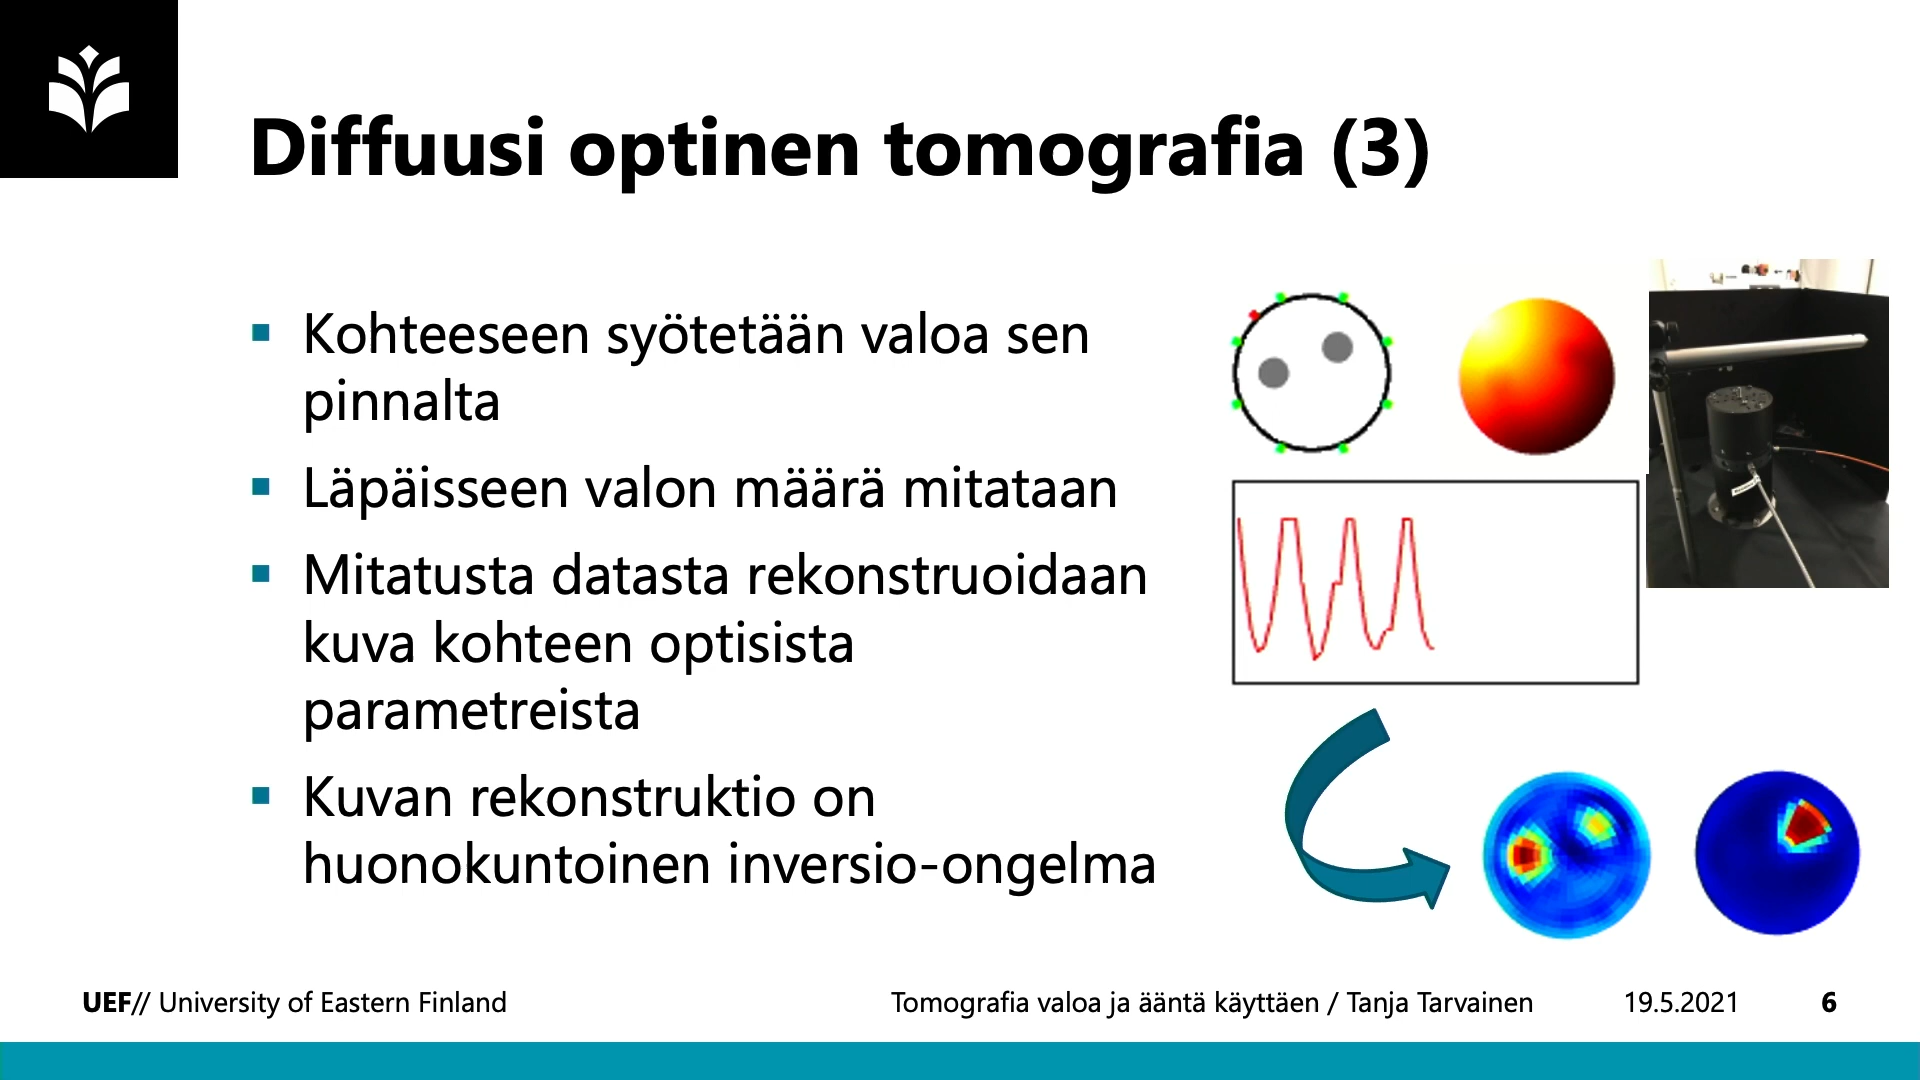 Diffuusi optinen tomografia (3)
Kohteeseen syötetään valoa sen
pinnalta
Läpäisseen valon määrä mitataan
Mitatusta datasta rekonstruoidaan
kuva kohteen optisista
parametreista
Kuvan rekonstruktio on
huonokuntoinen inversio-ongelma
UEF// University of Eastern Finland
Tomografia valoa ja ääntä käyttäen / Tanja Tarvainen
19.5.2021
6